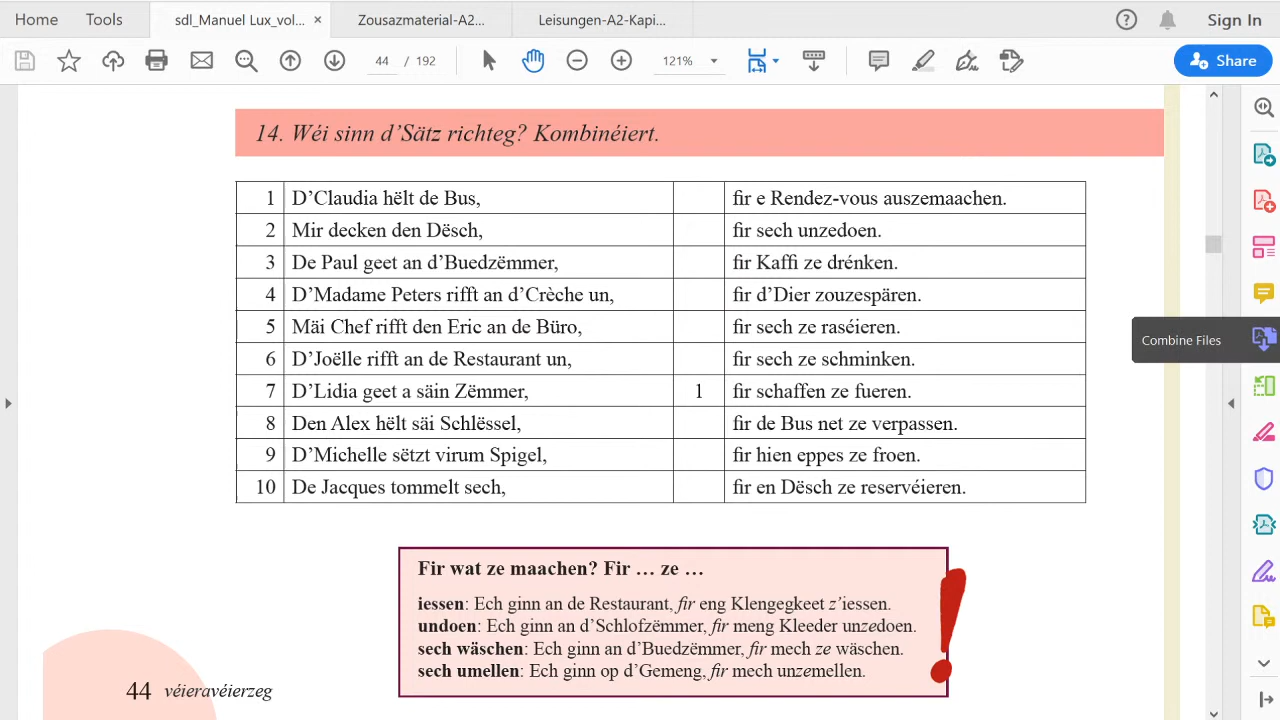 Home Tools sdl_Manuel Lux_vol... × Zousazmaterial-A2... Leisungen-A2-Kapi... Sign In
44 / 192 121% Share
14. Wéi sinn d’Sätz richteg? Kombinéiert.
1 D’Claudia hëlt de Bus, fir e Rendez-vous auszemaachen.
2 Mir decken den Dësch, fir sech unzedoen.
3 De Paul geet an d’Buedzëmmer, fir Kaffi ze drénken.
4 D’Madame Peters rifft an d’Crèche un, fir d’Dier zouzespären.
5 Mäi Chef rifft den Eric an de Büro, fir sech ze raséieren.
6 D’Joëlle rifft an de Restaurant un, fir sech ze schminken.
7 D’Lidia geet a säin Zëmmer, 1 fir schaffen ze fueren.
8 Den Alex hëlt säi Schlëssel, fir de Bus net ze verpassen.
9 D’Michelle sëtzt virum Spigel, fir hien eppes ze froen.
10 De Jacques tommelt sech, fir en Dësch ze reservéieren.
Combine Files
Fir wat ze maachen? Fir … ze …
iessen: Ech ginn an de Restaurant, fir eng Klengegkeet z’iessen.
undoen: Ech ginn an d’Schlofzëmmer, fir meng Kleeder unzedoen.
sech wäschen: Ech ginn an d’Buedzëmmer, fir mech ze wäschen.
sech umellen: Ech ginn op d’Gemeng, fir mech unzemellen.
!
44 véieravéierzeg